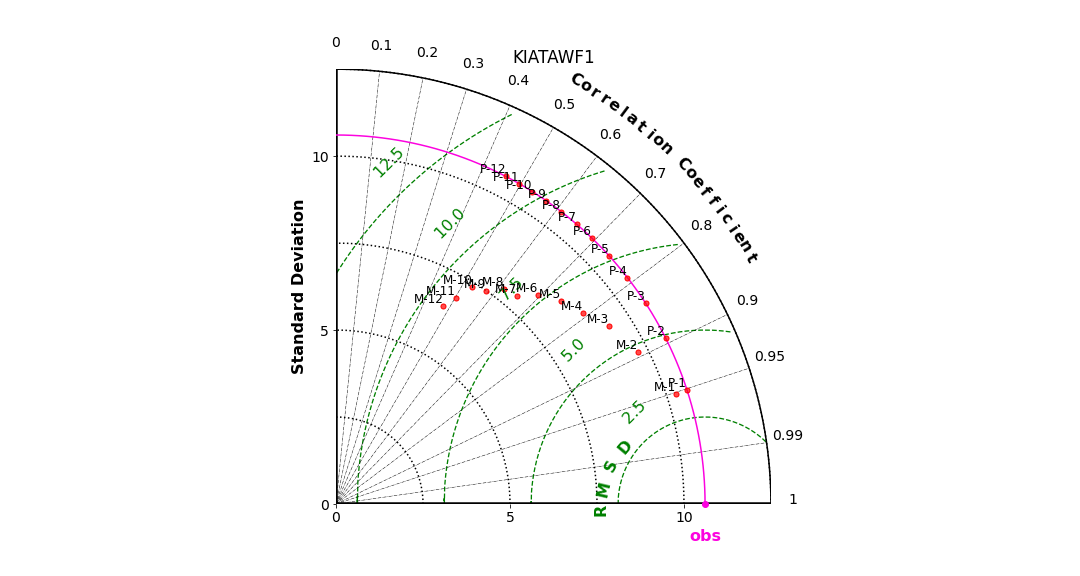 KIATAWF1
0
0.1
0.2
0.3
0.4
0.5
0.6
0.7
0.8
0.9
0.95
0.99
1
Correlation Coefficient
Standard Deviation
10
5
0
0
5
10
obs
12.5
10.0
7.5
5.0
2.5
RMSD
P-12
P-11
P-10
P-9
P-8
P-7
P-6
P-5
P-4
P-3
P-2
P-1
M-12
M-11
M-10
M-9
M-8
M-7
M-6
M-5
M-4
M-3
M-2
M-1